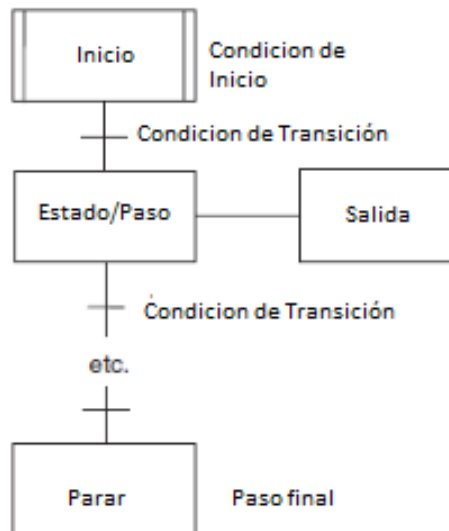 Inicio
Condicion de
Inicio
Condicion de Transición
Estado/Paso
Salida
Condicion de Transición
etc.
Parar
Paso final